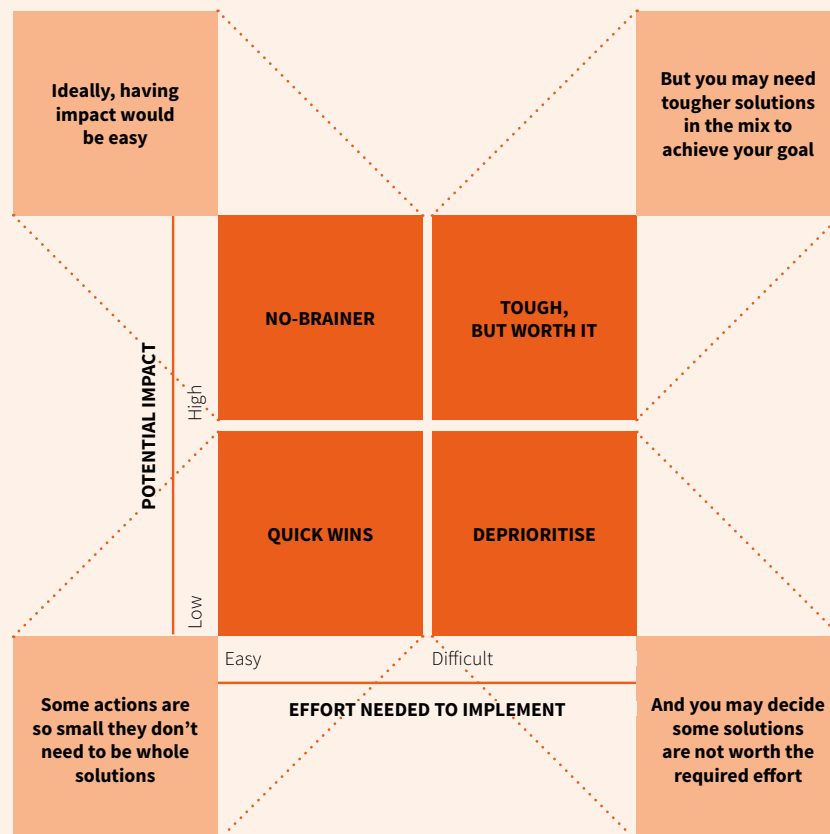 Ideally, having
impact would
be easy
But you may need
tougher solutions
in the mix to
achieve your goal
NO-BRAINER
TOUGH,
BUT WORTH IT
POTENTIAL IMPACT
High
Low
QUICK WINS
DEPRIORITISE
Easy
Difficult
EFFORT NEEDED TO IMPLEMENT
Some actions are
so small they don’t
need to be whole
solutions
And you may decide
some solutions
are not worth the
required effort